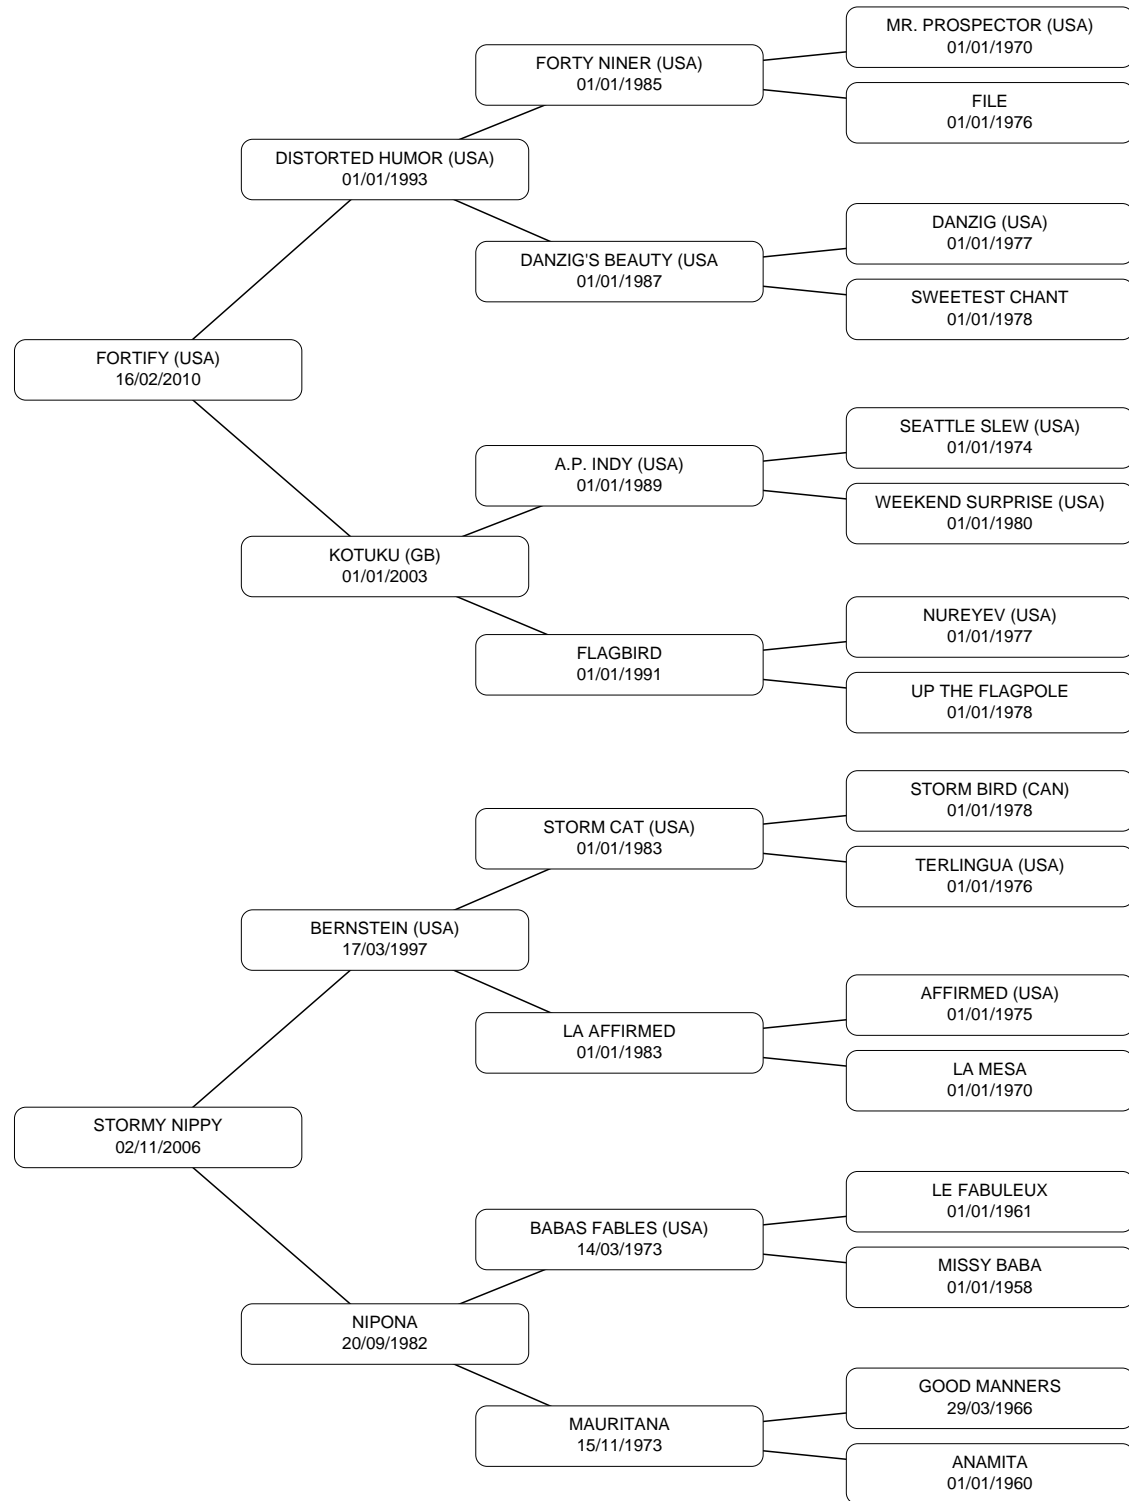 MR. PROSPECTOR (USA)
01/01/1970
FORTY NINER (USA)
01/01/1985
FILE
01/01/1976
DISTORTED HUMOR (USA)
01/01/1993
DANZIG (USA)
01/01/1977
DANZIG'S BEAUTY (USA
01/01/1987
SWEETEST CHANT
01/01/1978
FORTIFY (USA)
16/02/2010
SEATTLE SLEW (USA)
01/01/1974
A.P. INDY (USA)
01/01/1989
WEEKEND SURPRISE (USA)
01/01/1980
KOTUKU (GB)
01/01/2003
NUREYEV (USA)
01/01/1977
FLAGBIRD
01/01/1991
UP THE FLAGPOLE
01/01/1978
STORM BIRD (CAN)
01/01/1978
STORM CAT (USA)
01/01/1983
TERLINGUA (USA)
01/01/1976
BERNSTEIN (USA)
17/03/1997
AFFIRMED (USA)
01/01/1975
LA AFFIRMED
01/01/1983
LA MESA
01/01/1970
STORMY NIPPY
02/11/2006
LE FABULEUX
01/01/1961
BABAS FABLES (USA)
14/03/1973
MISSY BABA
01/01/1958
NIPONA
20/09/1982
GOOD MANNERS
29/03/1966
MAURITANA
15/11/1973
ANAMITA
01/01/1960